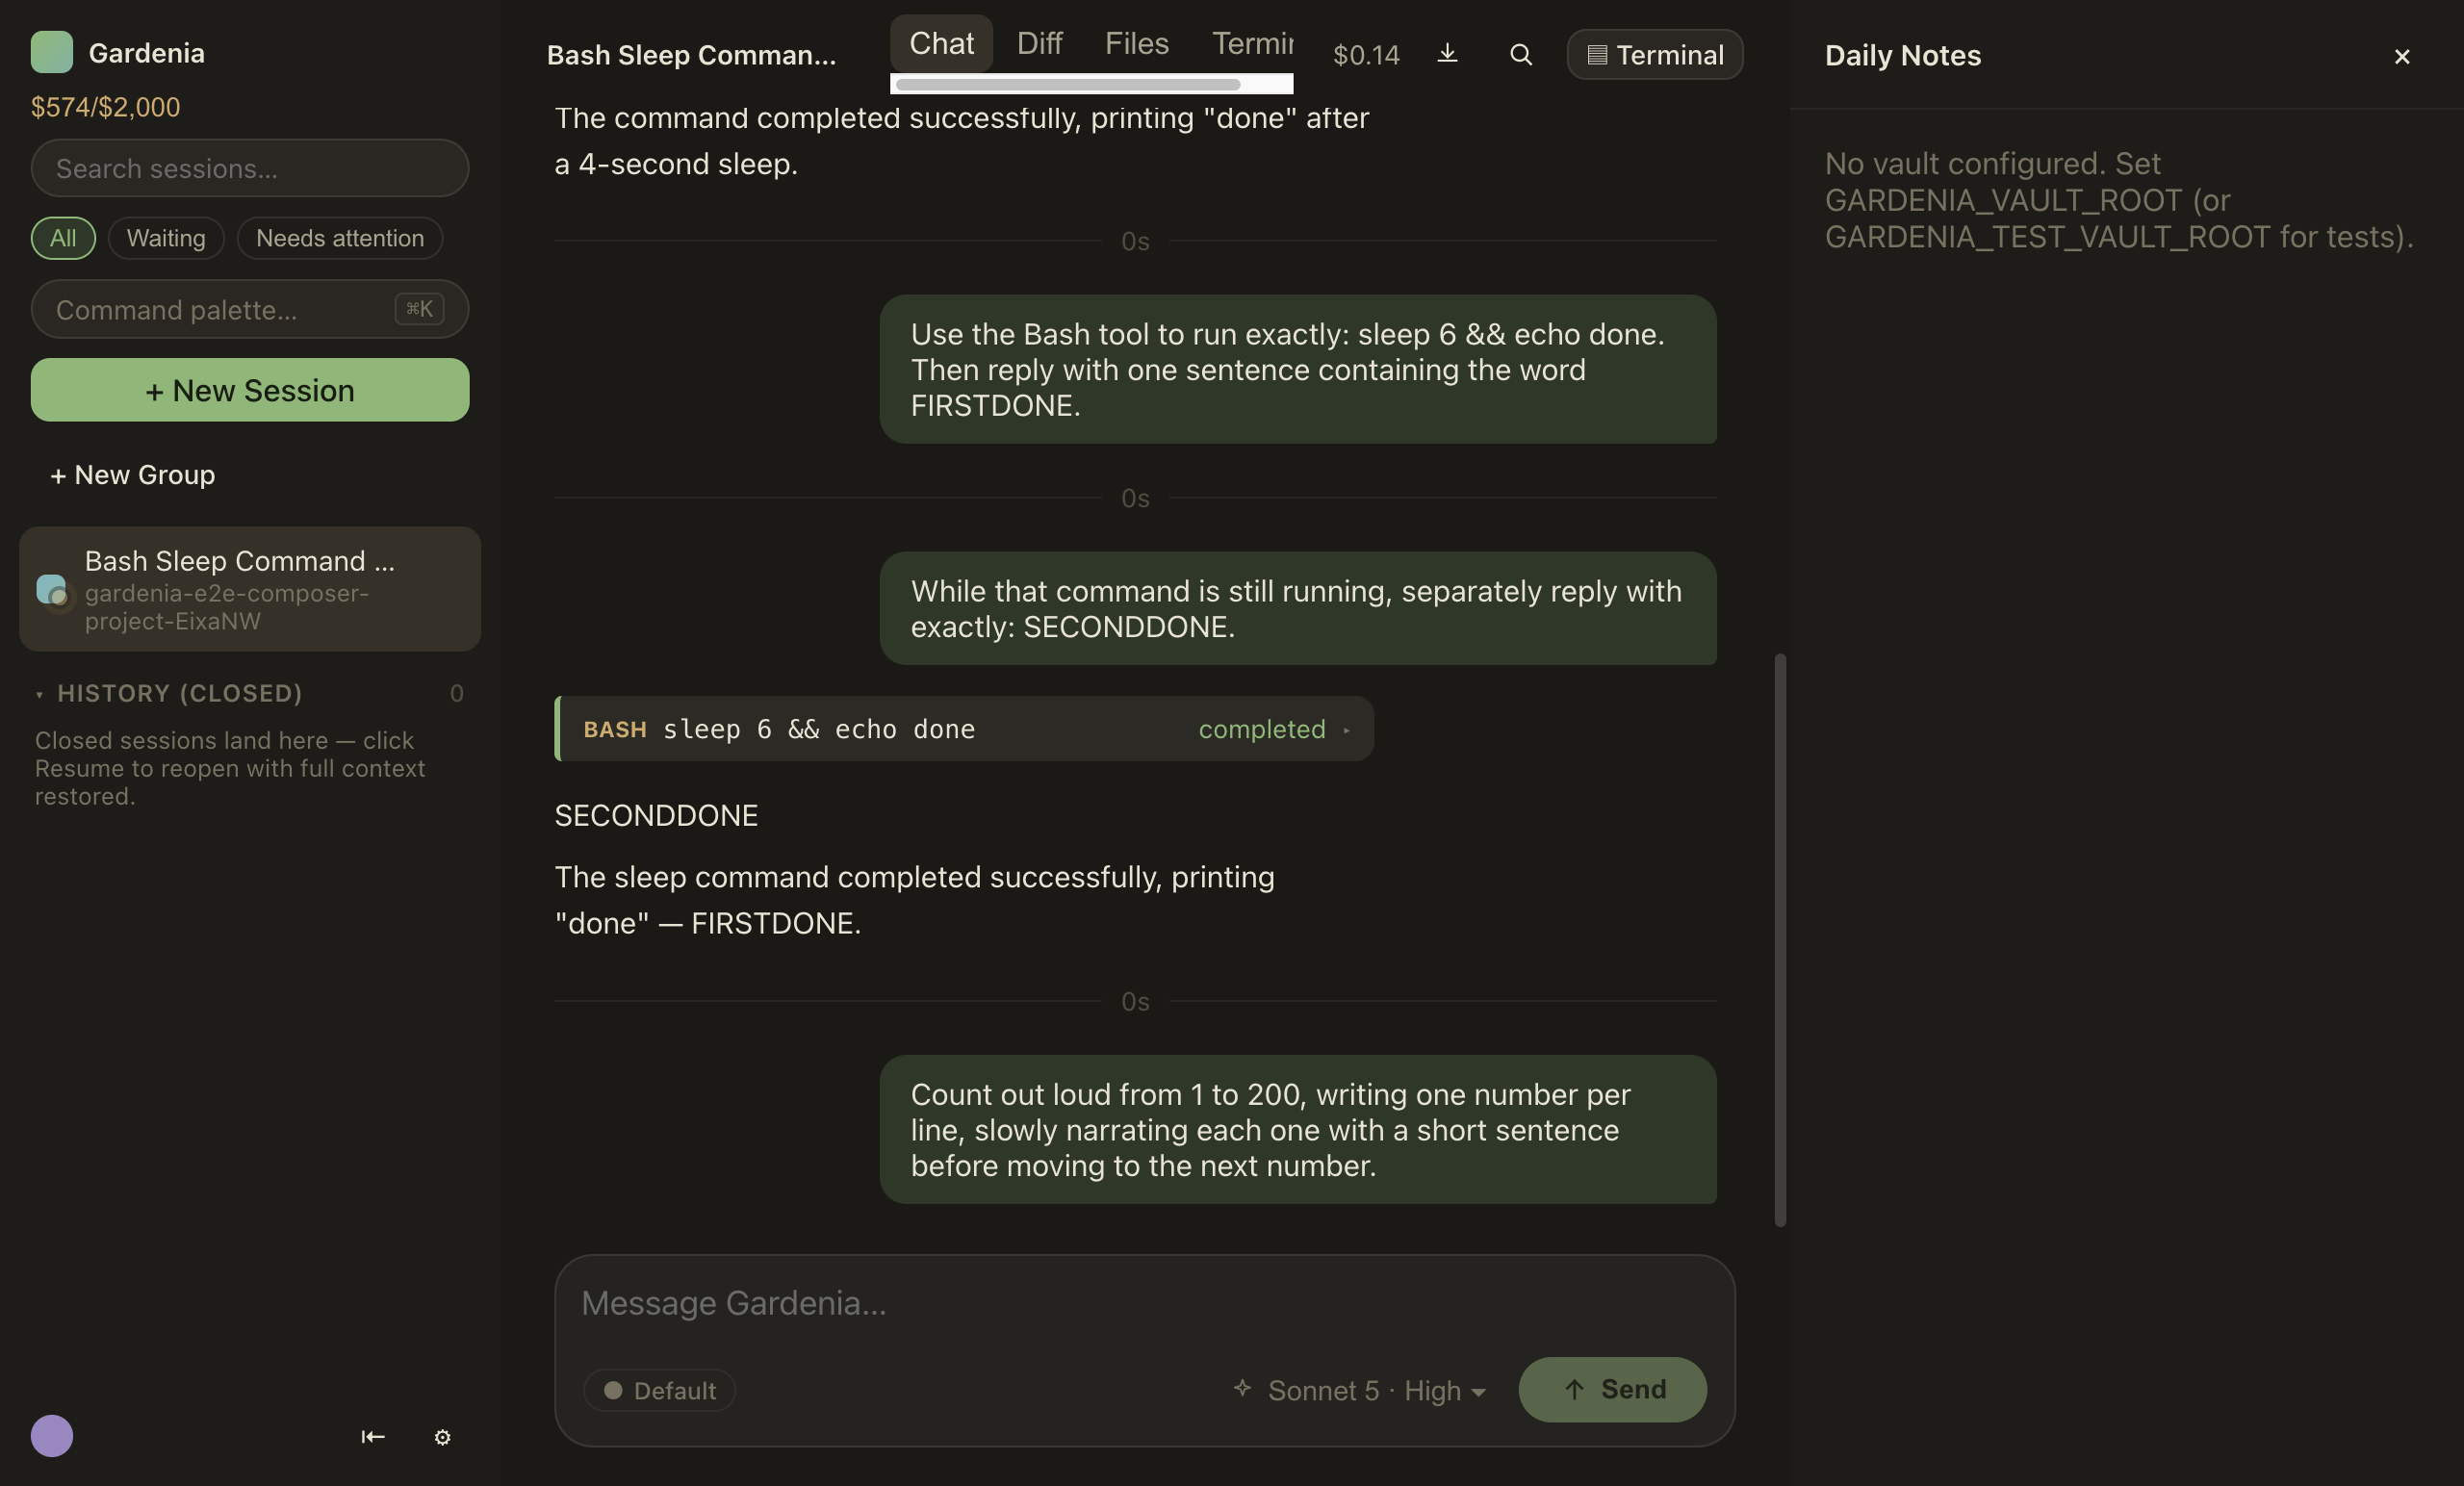 Gardenia
$574/$2,000
Search sessions...
All
Waiting
Needs attention
Command palette...
⌘K
+ New Session
+ New Group
Bash Sleep Command ...
gardenia-e2e-composer-
project-EixaNW
HISTORY (CLOSED)
0
Closed sessions land here — click
Resume to reopen with full context
restored.
Bash Sleep Comman...
Chat
Diff
Files
Termin
$0.14
Terminal
The command completed successfully, printing "done" after
a 4-second sleep.
0s
Use the Bash tool to run exactly: sleep 6 && echo done.
Then reply with one sentence containing the word
FIRSTDONE.
0s
While that command is still running, separately reply with
exactly: SECONDDONE.
BASH sleep 6 && echo done
completed
SECONDDONE
The sleep command completed successfully, printing
"done" — FIRSTDONE.
0s
Count out loud from 1 to 200, writing one number per
line, slowly narrating each one with a short sentence
before moving to the next number.
Message Gardenia...
Default
Sonnet 5 · High
Send
Daily Notes
No vault configured. Set
GARDENIA_VAULT_ROOT (or
GARDENIA_TEST_VAULT_ROOT for tests).